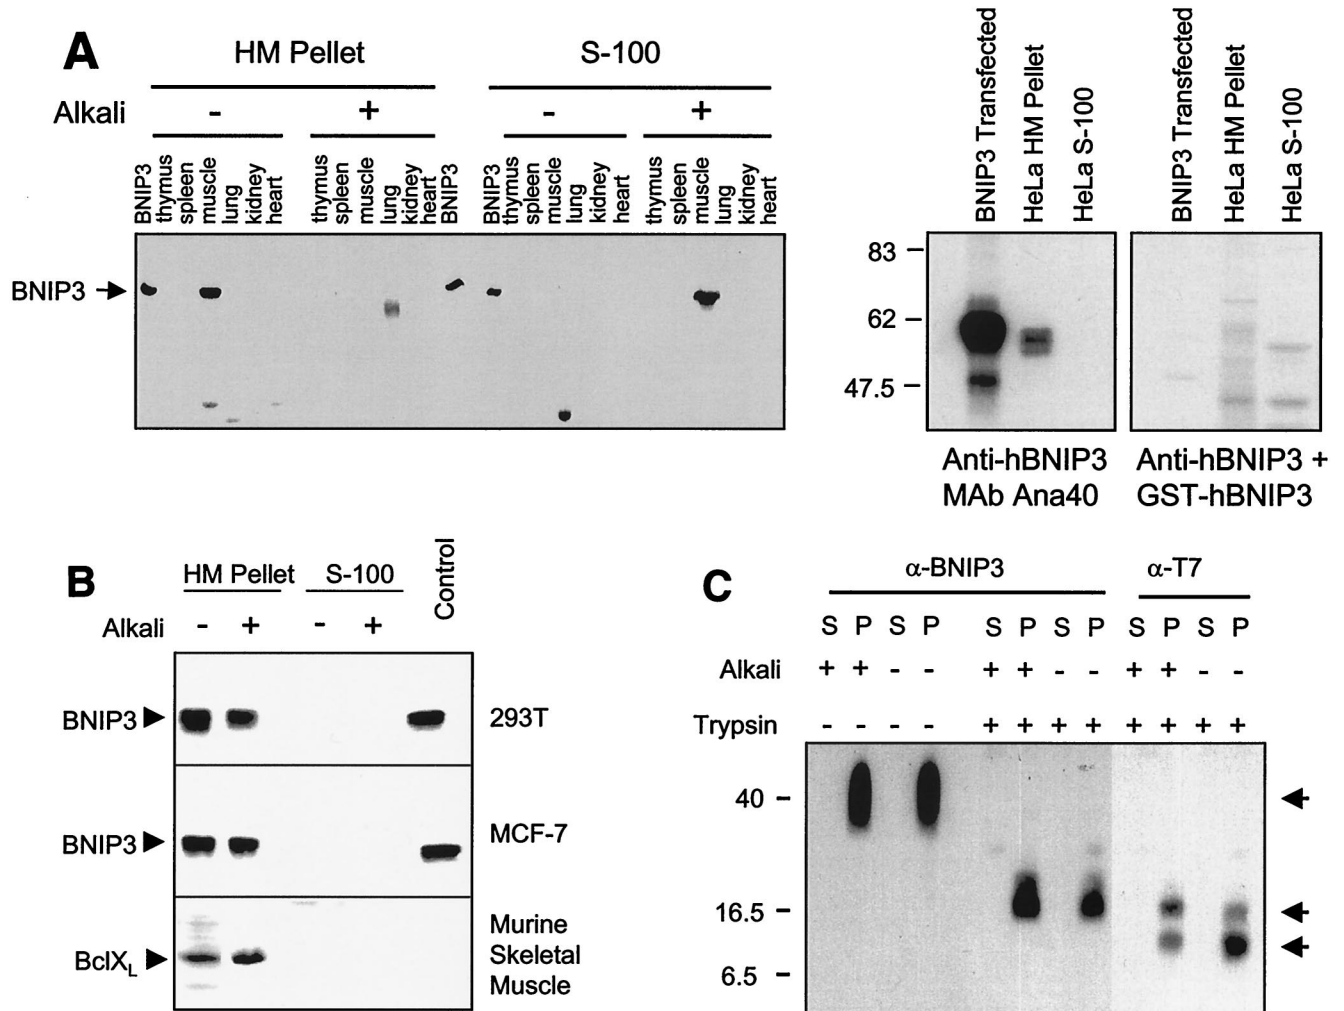 A
HM Pellet
S-100
Alkali - + - +
BNIP3 thymus spleen muscle lung kidney heart thymus spleen muscle lung kidney heart BNIP3 BNIP3 thymus spleen muscle lung kidney heart thymus spleen muscle lung kidney heart
BNIP3
BNIP3 Transfected
HeLa HM Pellet
HeLa S-100
BNIP3 Transfected
HeLa HM Pellet
HeLa S-100
83
62
47.5
Anti-hBNIP3
MAb Ana40
Anti-hBNIP3 +
GST-hBNIP3
B
HM Pellet
S-100
Control
Alkali - + - +
BNIP3
293T
BNIP3
MCF-7
BclXL
Murine
Skeletal
Muscle
C
α-BNIP3
α-T7
S P S P S P S P S P S P
Alkali + + - - + + - - + + - -
Trypsin - - - - + + + + + + + +
40
16.5
6.5